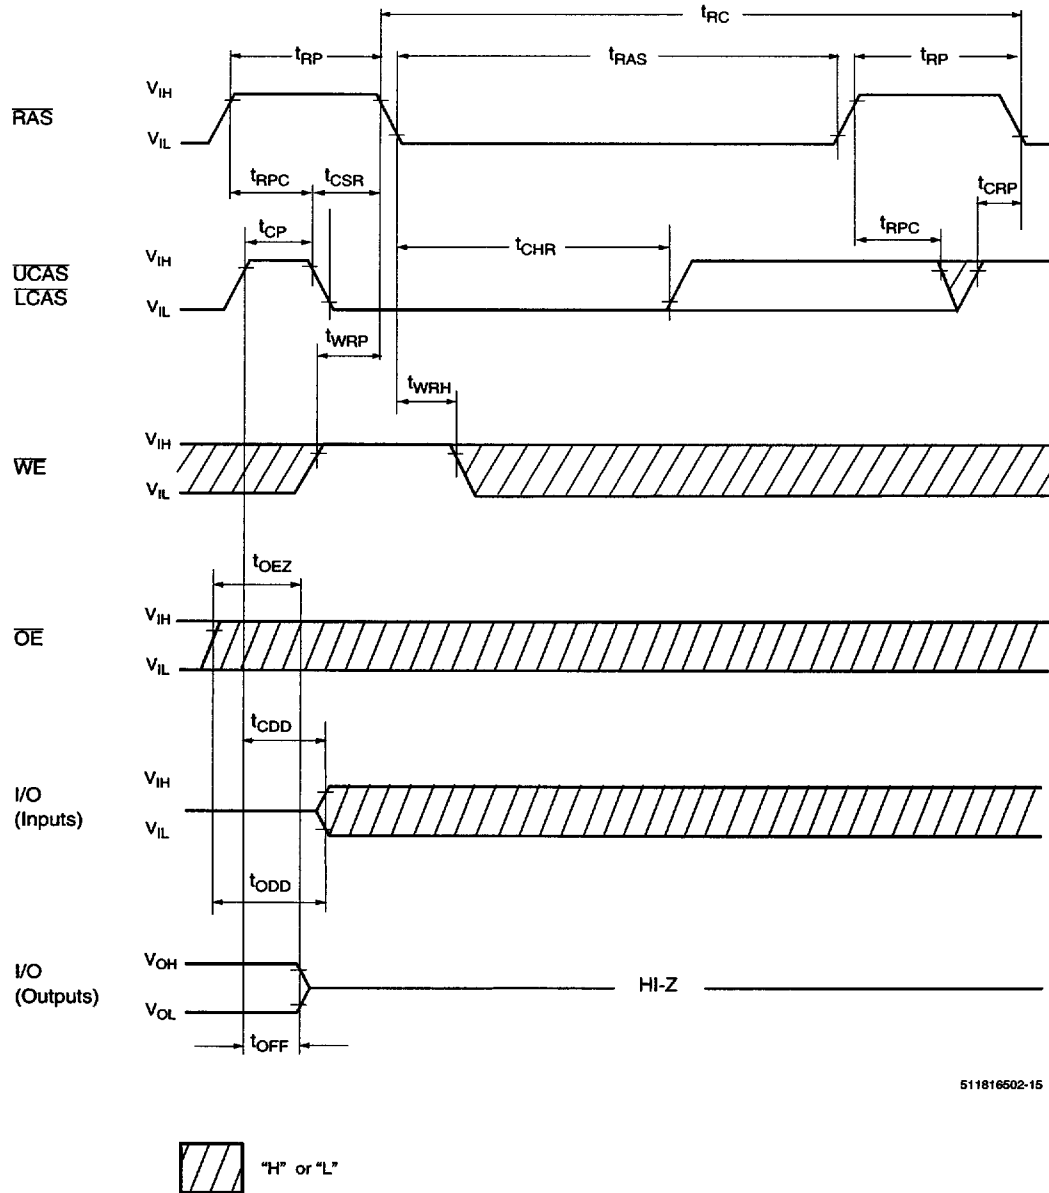 tRC
tRP tRAS tRP
VIH
RAS
VIL
tRPC tCSR
tCRP
tCP tCHR tRPC
VIH
UCAS
LCAS
VIL
tWRP
tWRH
VIH
WE
VIL
tOEZ
VIH
OE
VIL
tCDD
VIH
I/O
(Inputs)
VIL
tODD
VOH
I/O
(Outputs)
HI-Z
VOL
tOFF
511816502-15
"H" or "L"